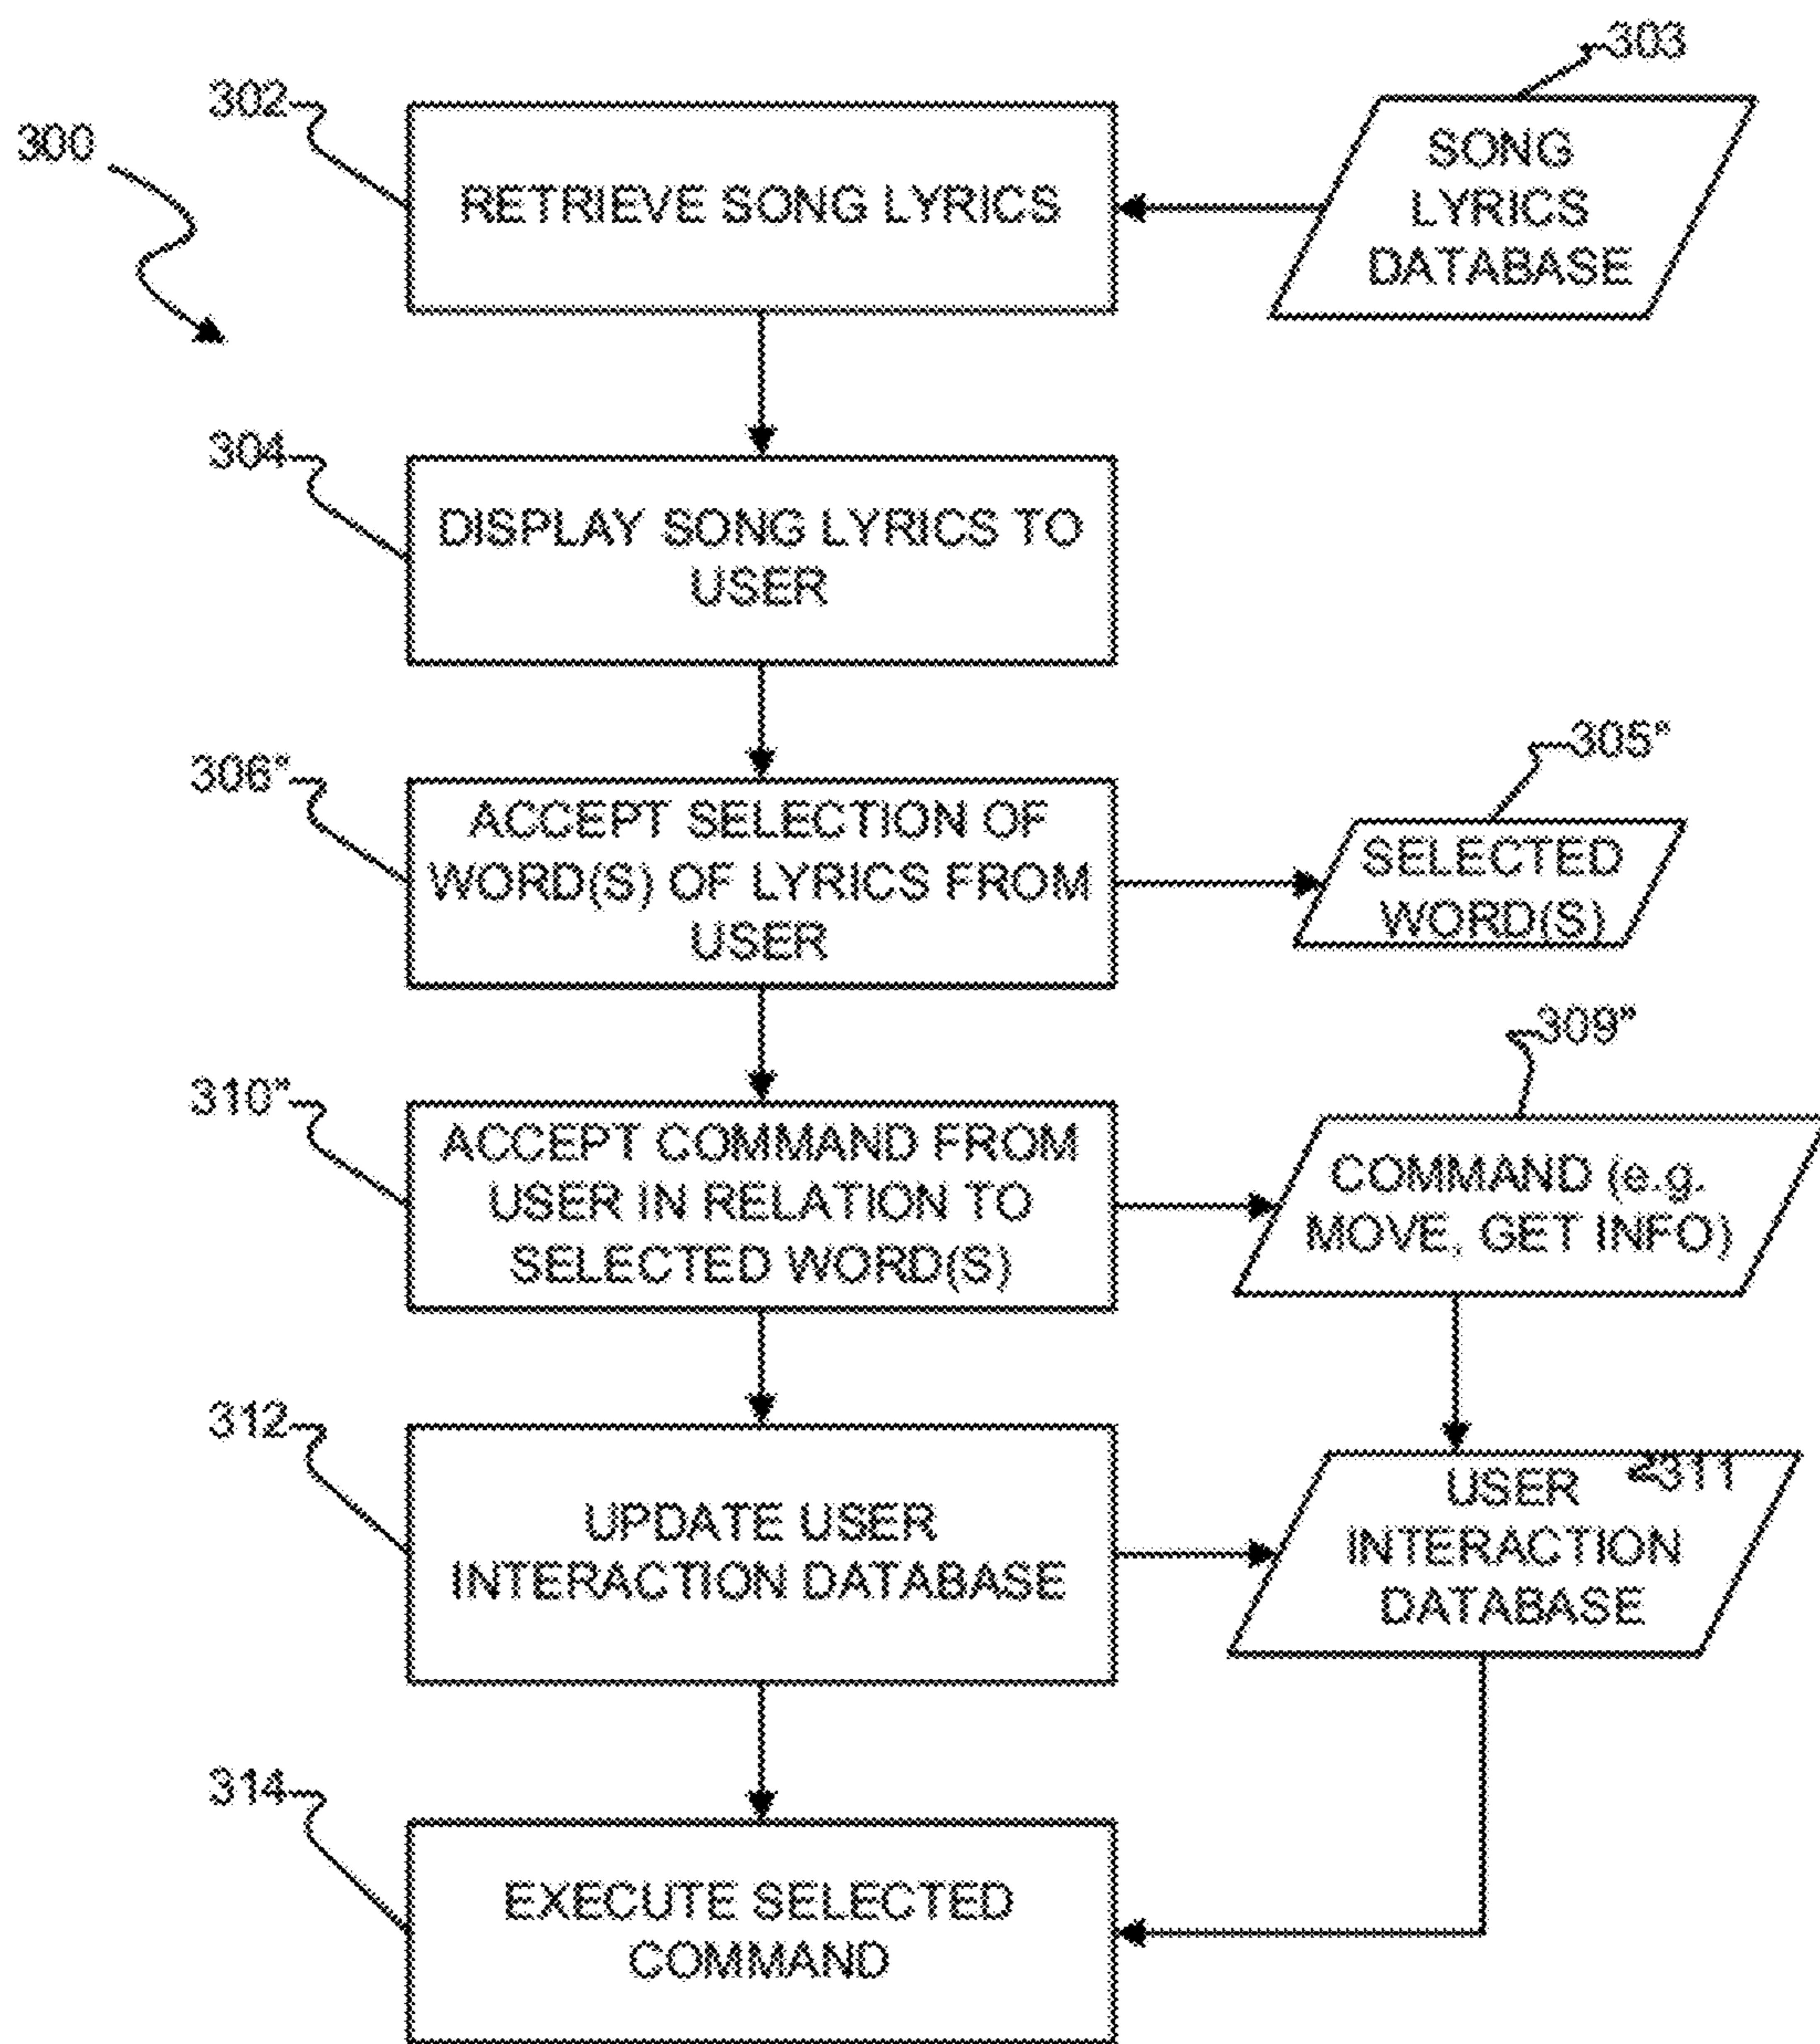 303
302
300
RETRIEVE SONG LYRICS
SONG
LYRICS
DATABASE
304
DISPLAY SONG LYRICS TO
USER
305"
306"
ACCEPT SELECTION OF
WORD(S) OF LYRICS FROM
USER
SELECTED
WORD(S)
309"
310"
ACCEPT COMMAND FROM
USER IN RELATION TO
SELECTED WORD(S)
COMMAND (e.g.
MOVE, GET INFO)
312
UPDATE USER
INTERACTION DATABASE
311
USER
INTERACTION
DATABASE
314
EXECUTE SELECTED
COMMAND